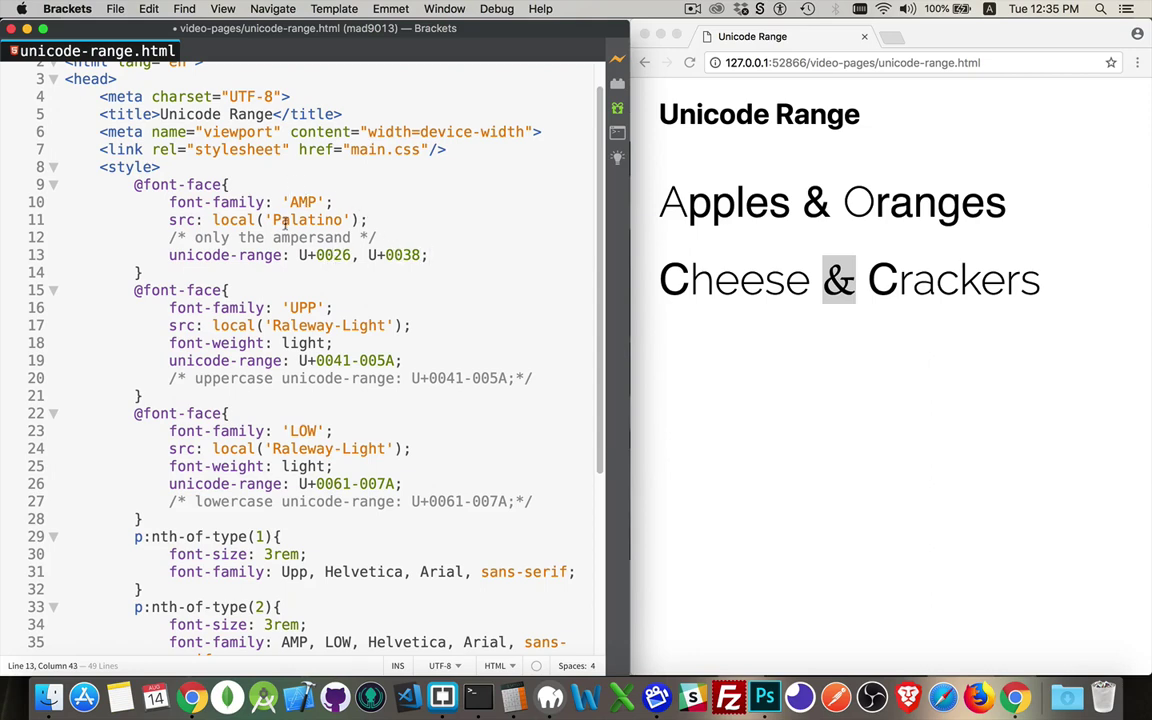 Brackets File Edit View Find Navigate Template Emmet Window Debug Help 100% Tue 12:35 PM
video-pages/unicode-range.html (mad9013) — Brackets
unicode-range.html
2 <html lang="en">
3 <head>
4 <meta charset="UTF-8">
5 <title>Unicode Range</title>
6 <meta name="viewport" content="width=device-width">
7 <link rel="stylesheet" href="main.css"/>
8 <style>
9 @font-face{
10 font-family: 'AMP';
11 src: local('Palatino');
12 /* only the ampersand */
13 unicode-range: U+0026, U+0038;
14 }
15 @font-face{
16 font-family: 'UPP';
17 src: local('Raleway-Light');
18 font-weight: light;
19 unicode-range: U+0041-005A;
20 /* uppercase unicode-range: U+0041-005A;*/
21 }
22 @font-face{
23 font-family: 'LOW';
24 src: local('Raleway-Light');
25 font-weight: light;
26 unicode-range: U+0061-007A;
27 /* lowercase unicode-range: U+0061-007A;*/
28 }
29 p:nth-of-type(1){
30 font-size: 3rem;
31 font-family: Upp, Helvetica, Arial, sans-serif;
32 }
33 p:nth-of-type(2){
34 font-size: 3rem;
35 font-family: AMP, LOW, Helvetica, Arial, sans-
Line 13, Column 43 — 49 Lines
INS UTF-8 HTML Spaces: 4
Unicode Range
127.0.0.1:52866/video-pages/unicode-range.html
Unicode Range
Apples & Oranges
Cheese & Crackers
AUG
14